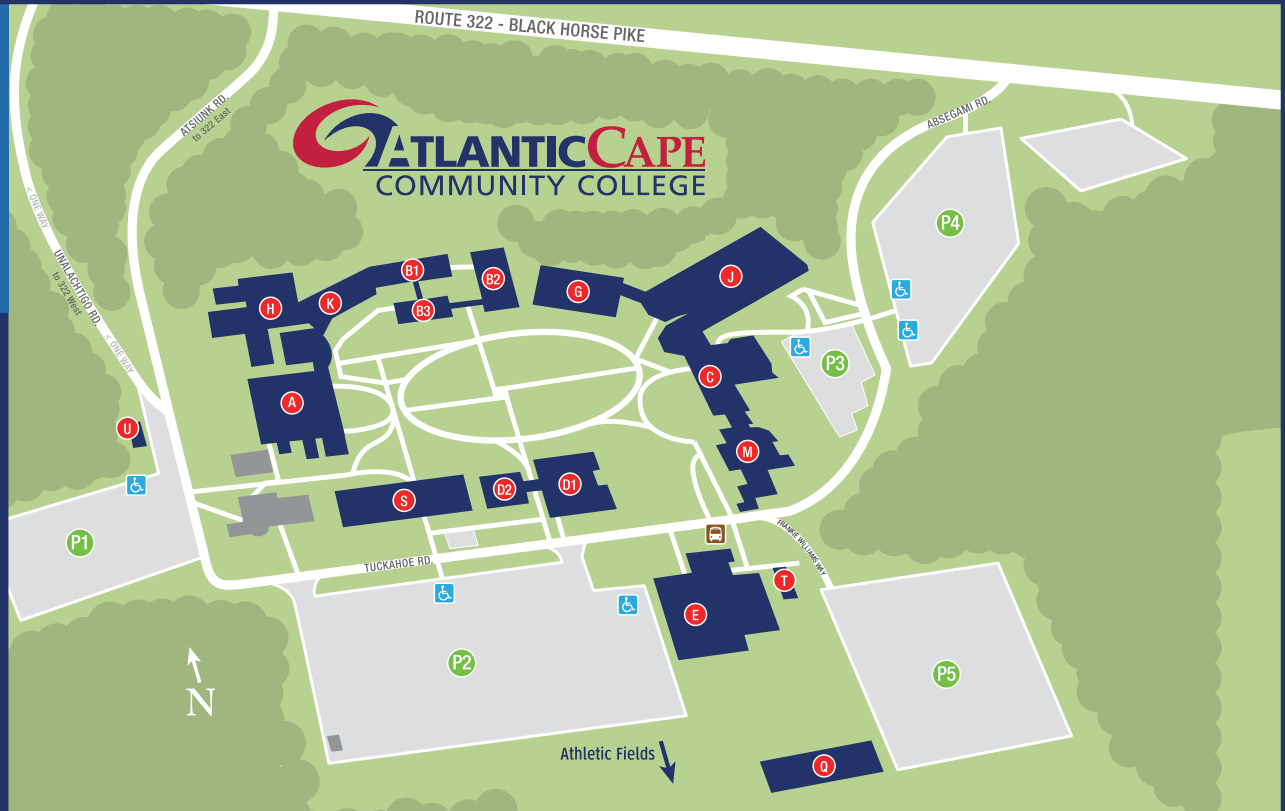 ROUTE 322 - BLACK HORSE PIKE
ATSIUNK RD.
to 322 East
ABSEGAMI RD.
ATLANTICCAPE
COMMUNITY COLLEGE
< ONE WAY
UNALACHTIGO RD.
to 322 West
< ONE WAY
P4
B1
B2
J
G
H
K
B3
P3
C
A
U
M
D1
D2
S
P1
FRANKIE WILLIAMS WAY
TUCKAHOE RD.
T
E
P2
P5
N
Athletic Fields
Q